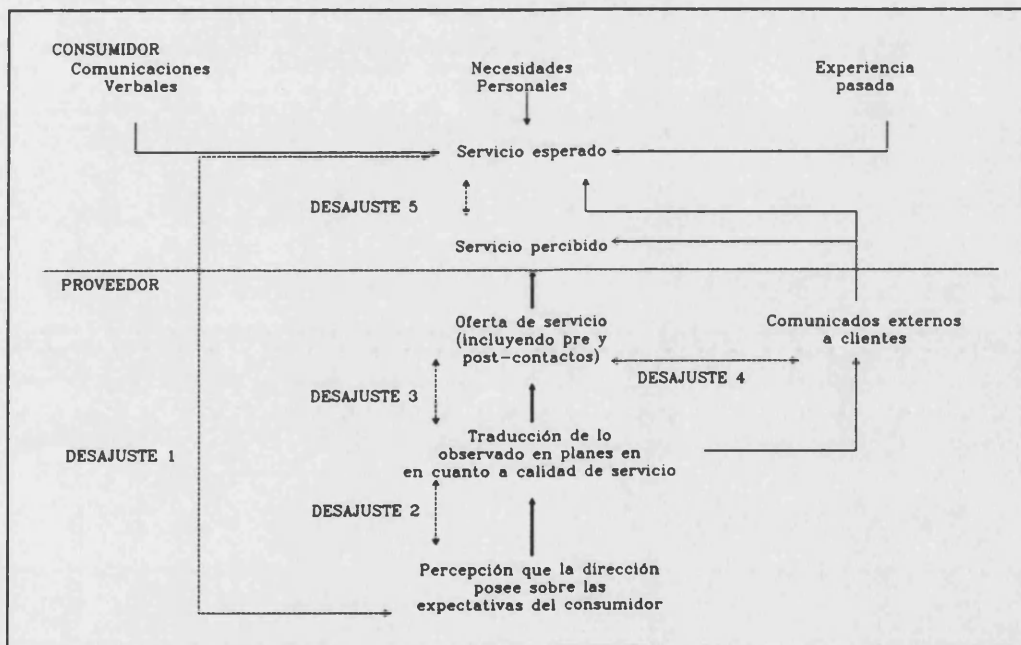 CONSUMIDOR
Comunicaciones
Verbales
Necesidades
Personales
Experiencia
pasada
Servicio esperado
DESAJUSTE 5
Servicio percibido
PROVEEDOR
Oferta de servicio
(incluyendo pre y
post-contactos)
Comunicados externos
a clientes
DESAJUSTE 4
DESAJUSTE 3
Traducción de lo
observado en planes en
en cuanto a calidad de servicio
DESAJUSTE 1
DESAJUSTE 2
Percepción que la dirección
posee sobre las
expectativas del consumidor